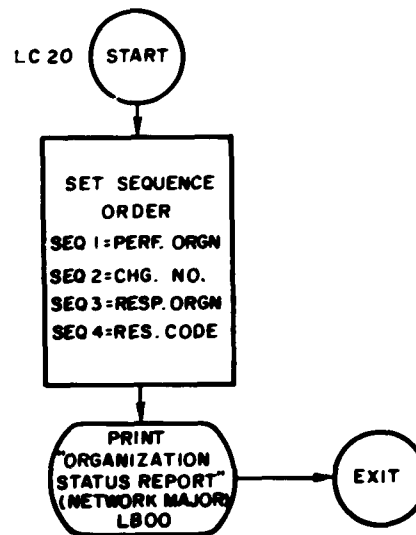 LC 20
START
SET SEQUENCE
ORDER
SEQ 1=PERF. ORGN
SEQ 2=CHG. NO.
SEQ 3=RESP. ORGN
SEQ 4=RES. CODE
PRINT
"ORGANIZATION
STATUS REPORT"
(NETWORK MAJOR)
LB00
EXIT